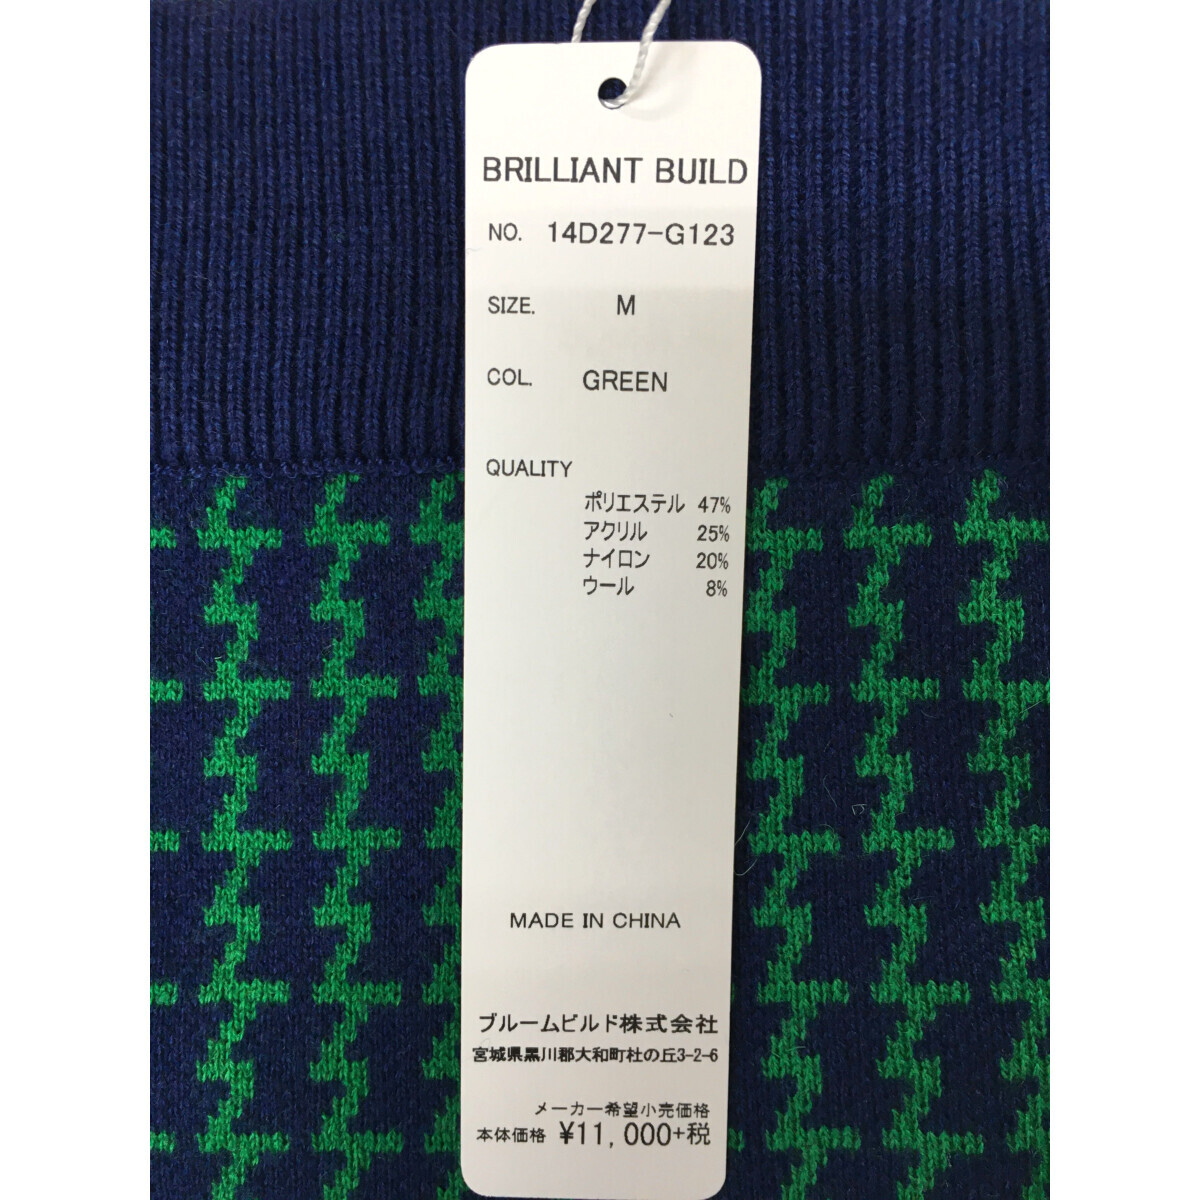 BRILLIANT BUILD
NO. 14D277-G123
SIZE. M
COL. GREEN
QUALITY
ポリエステル 47%
アクリル 25%
ナイロン 20%
ウール 8%
MADE IN CHINA
ブルームビルド株式会社
宮城県黒川郡大和町杜の丘3-2-6
メーカー希望小売価格
本体価格 ¥11,000+税